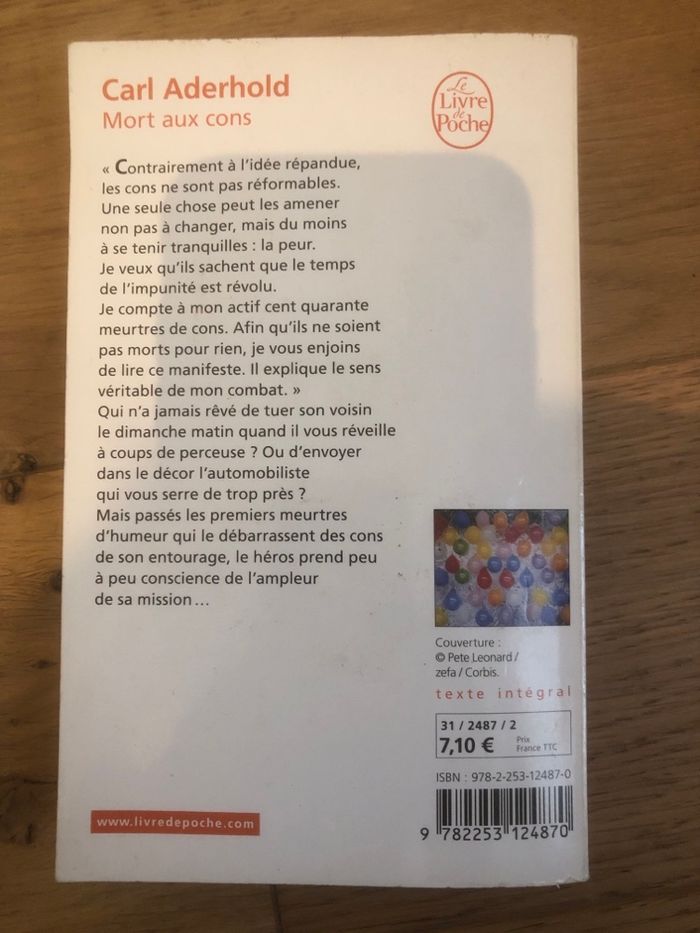 Carl Aderhold
Mort aux cons
Le
Livre
de
Poche
« Contrairement à l'idée répandue,
les cons ne sont pas réformables.
Une seule chose peut les amener
non pas à changer, mais du moins
à se tenir tranquilles : la peur.
Je veux qu'ils sachent que le temps
de l'impunité est révolu.
Je compte à mon actif cent quarante
meurtres de cons. Afin qu'ils ne soient
pas morts pour rien, je vous enjoins
de lire ce manifeste. Il explique le sens
véritable de mon combat. »
Qui n'a jamais rêvé de tuer son voisin
le dimanche matin quand il vous réveille
à coups de perceuse ? Ou d'envoyer
dans le décor l'automobiliste
qui vous serre de trop près ?
Mais passés les premiers meurtres
d'humeur qui le débarrassent des cons
de son entourage, le héros prend peu
à peu conscience de l'ampleur
de sa mission...
Couverture :
© Pete Leonard /
zefa / Corbis.
texte intégral
31 / 2487 / 2
7,10 €
Prix
France TTC
ISBN : 978-2-253-12487-0
9 782253 124870
www.livredepoche.com